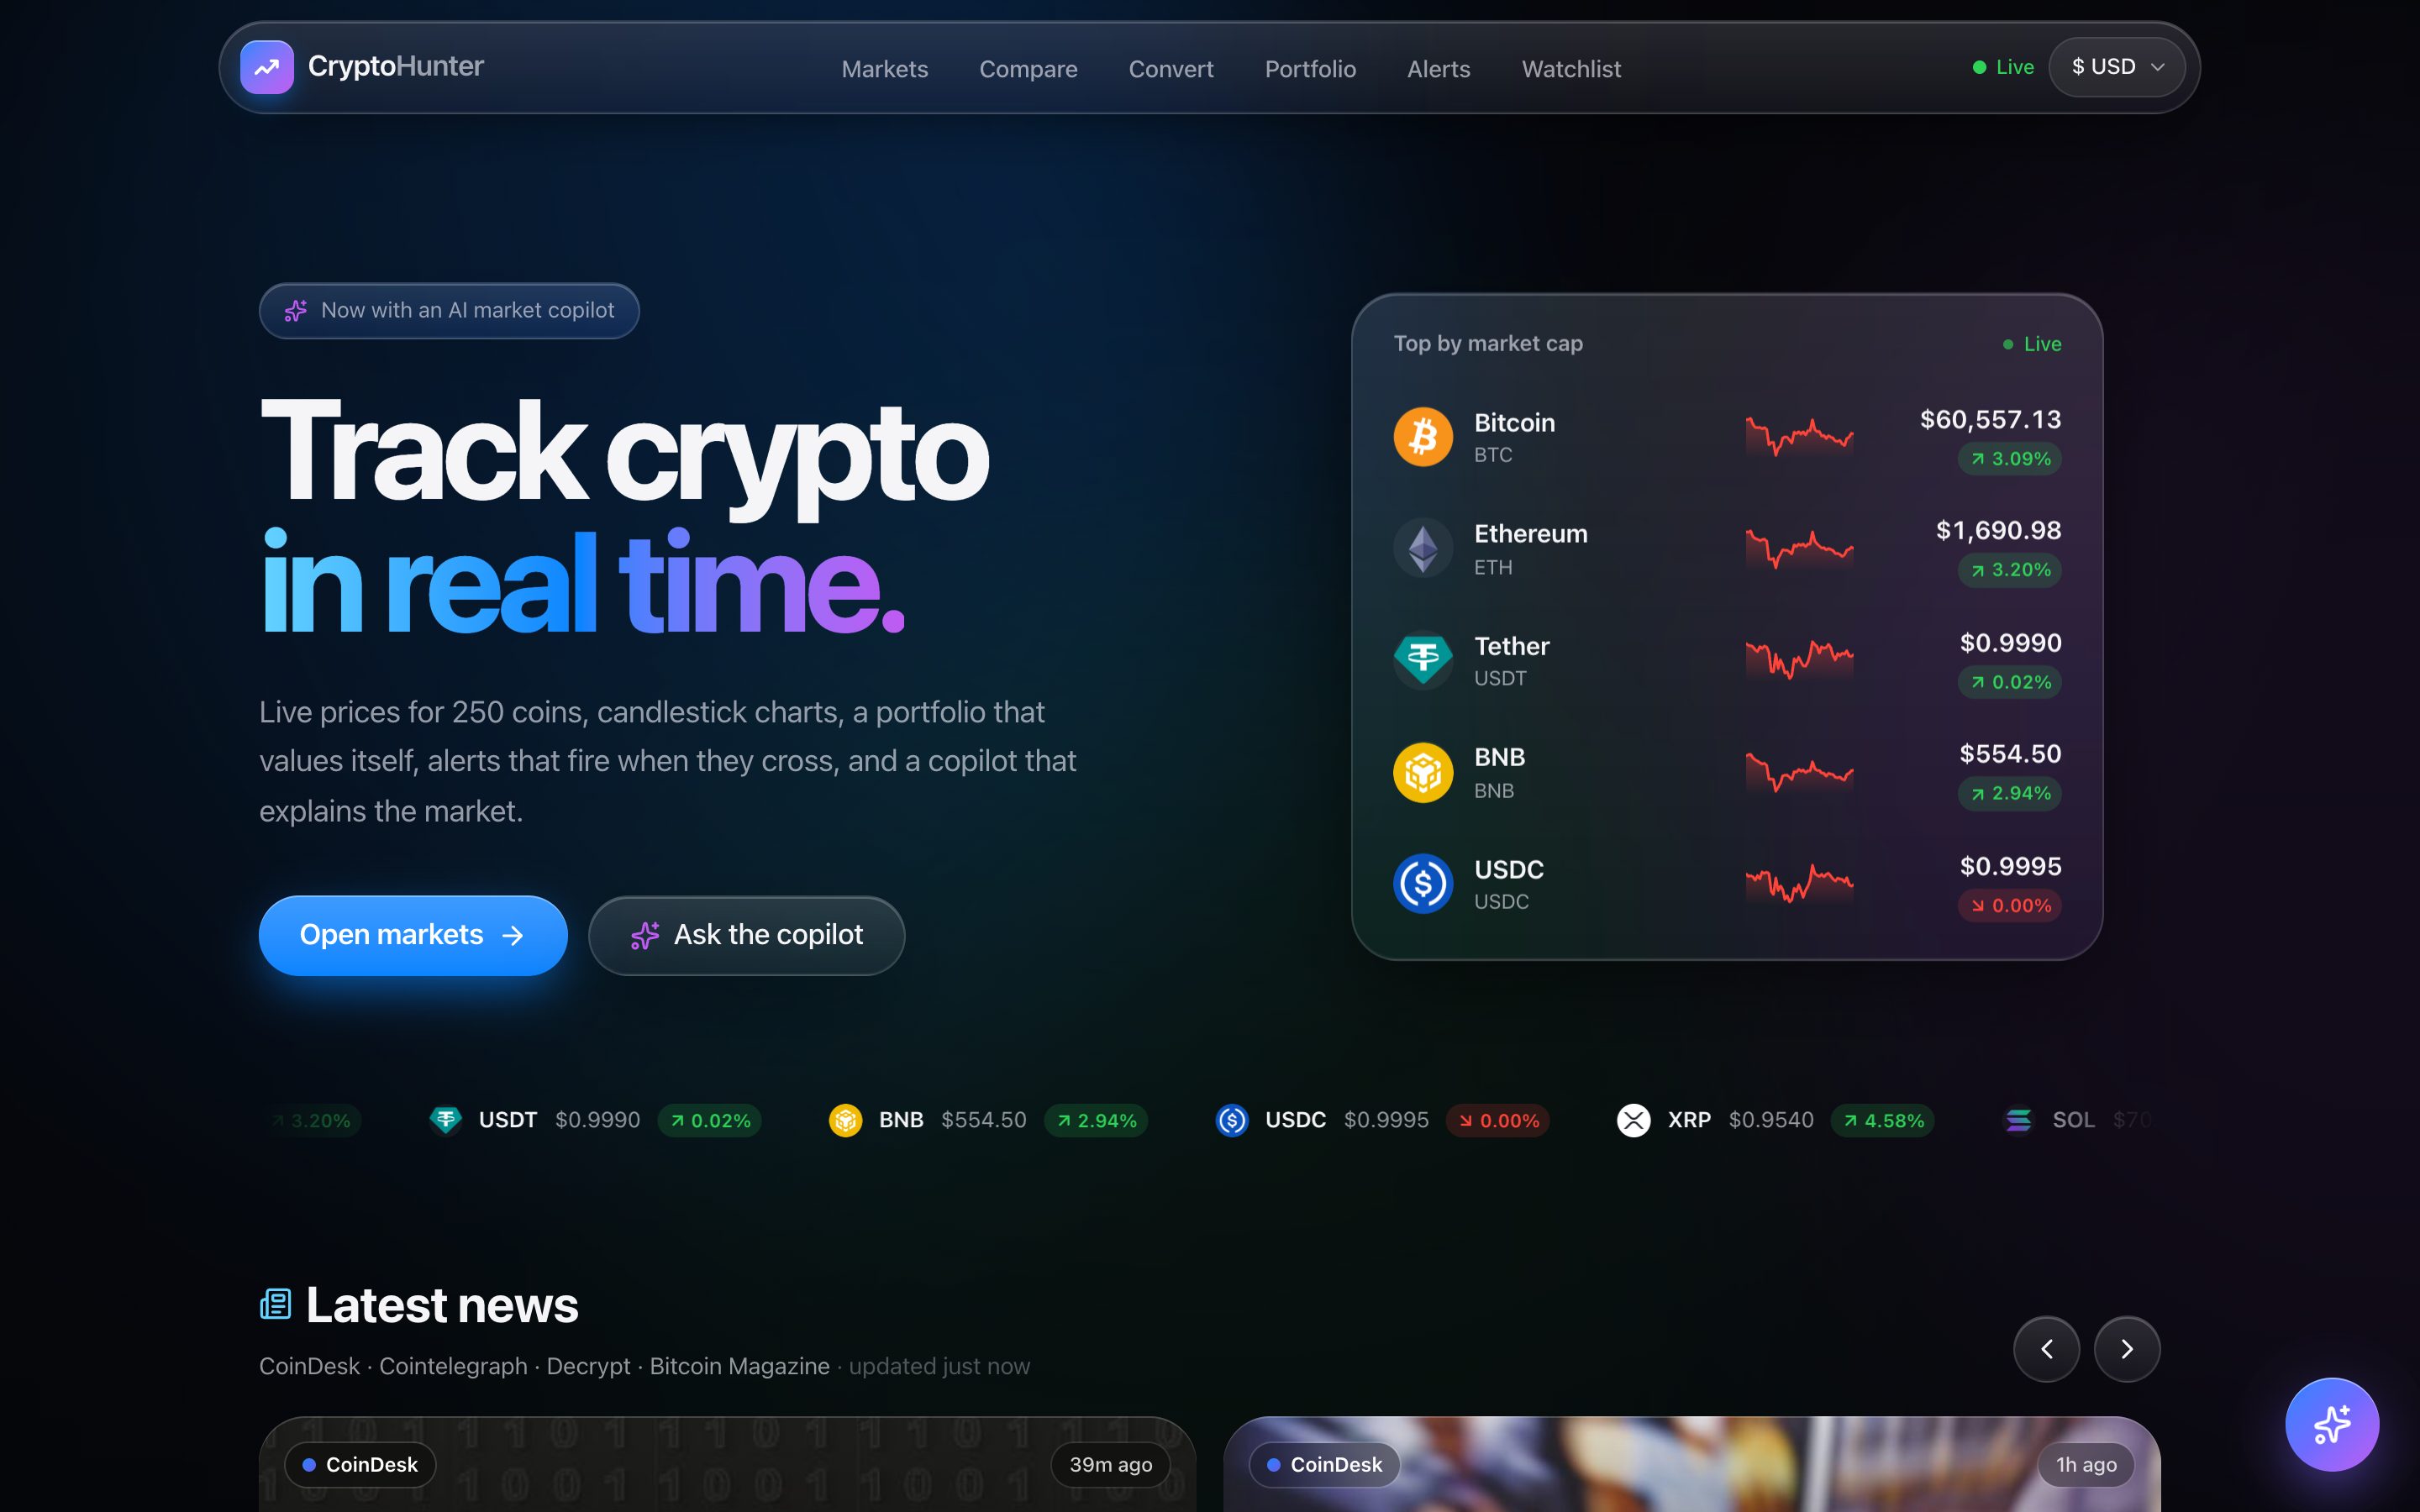 CryptoHunter
Markets Compare Convert Portfolio Alerts Watchlist
Live
$ USD
Now with an AI market copilot
Track crypto
in real time.
Live prices for 250 coins, candlestick charts, a portfolio that
values itself, alerts that fire when they cross, and a copilot that
explains the market.
Open markets
Ask the copilot
Top by market cap
Live
Bitcoin
BTC
$60,557.13
3.09%
Ethereum
ETH
$1,690.98
3.20%
Tether
USDT
$0.9990
0.02%
BNB
BNB
$554.50
2.94%
USDC
USDC
$0.9995
0.00%
3.20% USDT $0.9990 0.02% BNB $554.50 2.94% USDC $0.9995 0.00% XRP $0.9540 4.58% SOL $70
Latest news
CoinDesk · Cointelegraph · Decrypt · Bitcoin Magazine · updated just now
CoinDesk
39m ago
CoinDesk
1h ago